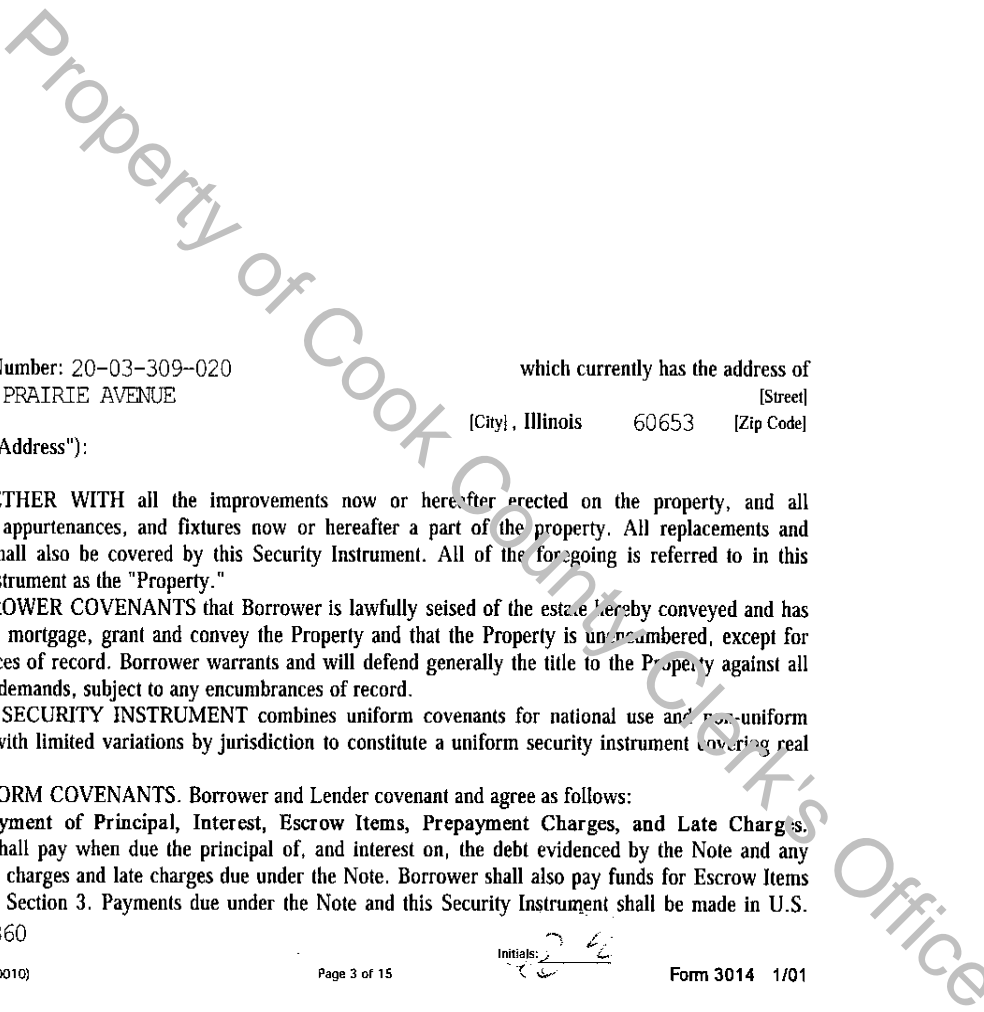 Property of Cook County Clerk's Office
Number: 20-03-309-020 which currently has the address of
PRAIRIE AVENUE [Street]
[City], Illinois 60653 [Zip Code]
Address"):
ETHER WITH all the improvements now or hereafter erected on the property, and all
appurtenances, and fixtures now or hereafter a part of the property. All replacements and
hall also be covered by this Security Instrument. All of the foregoing is referred to in this
strument as the "Property."
ROWER COVENANTS that Borrower is lawfully seised of the estate hereby conveyed and has
mortgage, grant and convey the Property and that the Property is unencumbered, except for
ces of record. Borrower warrants and will defend generally the title to the Property against all
demands, subject to any encumbrances of record.
SECURITY INSTRUMENT combines uniform covenants for national use and non-uniform
with limited variations by jurisdiction to constitute a uniform security instrument covering real
ORM COVENANTS. Borrower and Lender covenant and agree as follows:
yment of Principal, Interest, Escrow Items, Prepayment Charges, and Late Charges.
hall pay when due the principal of, and interest on, the debt evidenced by the Note and any
charges and late charges due under the Note. Borrower shall also pay funds for Escrow Items
Section 3. Payments due under the Note and this Security Instrument shall be made in U.S.
360
Initials:
0010) Page 3 of 15 Form 3014 1/01